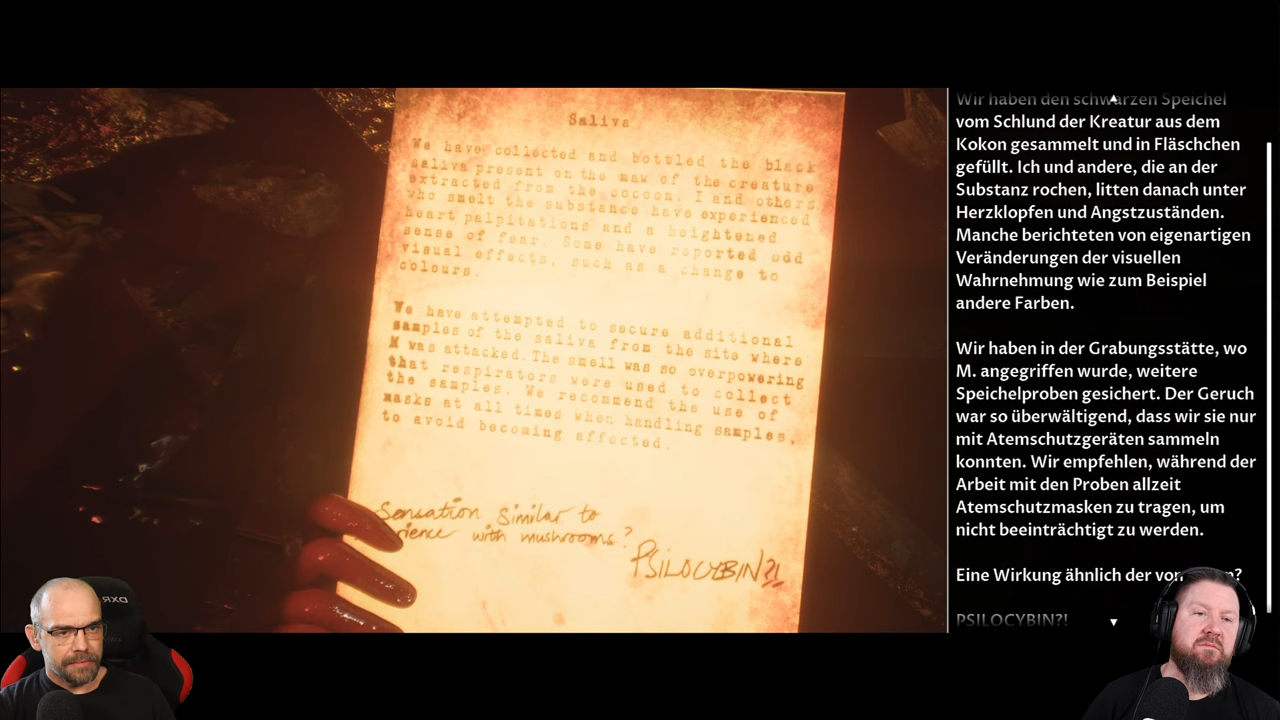 Saliva
We have collected and bottled the black
saliva present on the maw of the creature
extracted from the cocoon. I and others
who smelt the substance have experienced
heart palpitations and a heightened
sense of fear. Some have reported odd
visual effects, such as a change to
colours.
We have attempted to secure additional
samples of the saliva from the site where
M was attacked. The smell was so overpowering
that respirators were used to collect
the samples. We recommend the use of
masks at all times when handling samples,
to avoid becoming affected.
Sensation similar to
with mushrooms?
PSILOCYBIN?!
Wir haben den schwarzen Speichel
vom Schlund der Kreatur aus dem
Kokon gesammelt und in Fläschchen
gefüllt. Ich und andere, die an der
Substanz rochen, litten danach unter
Herzklopfen und Angstzuständen.
Manche berichteten von eigenartigen
Veränderungen der visuellen
Wahrnehmung wie zum Beispiel
andere Farben.
Wir haben in der Grabungsstätte, wo
M. angegriffen wurde, weitere
Speichelproben gesichert. Der Geruch
war so überwältigend, dass wir sie nur
mit Atemschutzgeräten sammeln
konnten. Wir empfehlen, während der
Arbeit mit den Proben allzeit
Atemschutzmasken zu tragen, um
nicht beeinträchtigt zu werden.
Eine Wirkung ähnlich der von
PSILOCYBIN?!
DXR